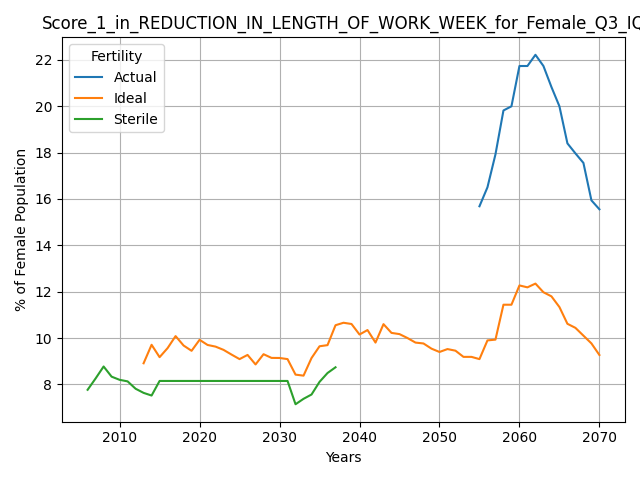 Score_1_in_REDUCTION_IN_LENGTH_OF_WORK_WEEK_for_Female_Q3_IQ
Fertility
Actual
Ideal
Sterile
% of Female Population
22
20
18
16
14
12
10
8
2010 2020 2030 2040 2050 2060 2070
Years